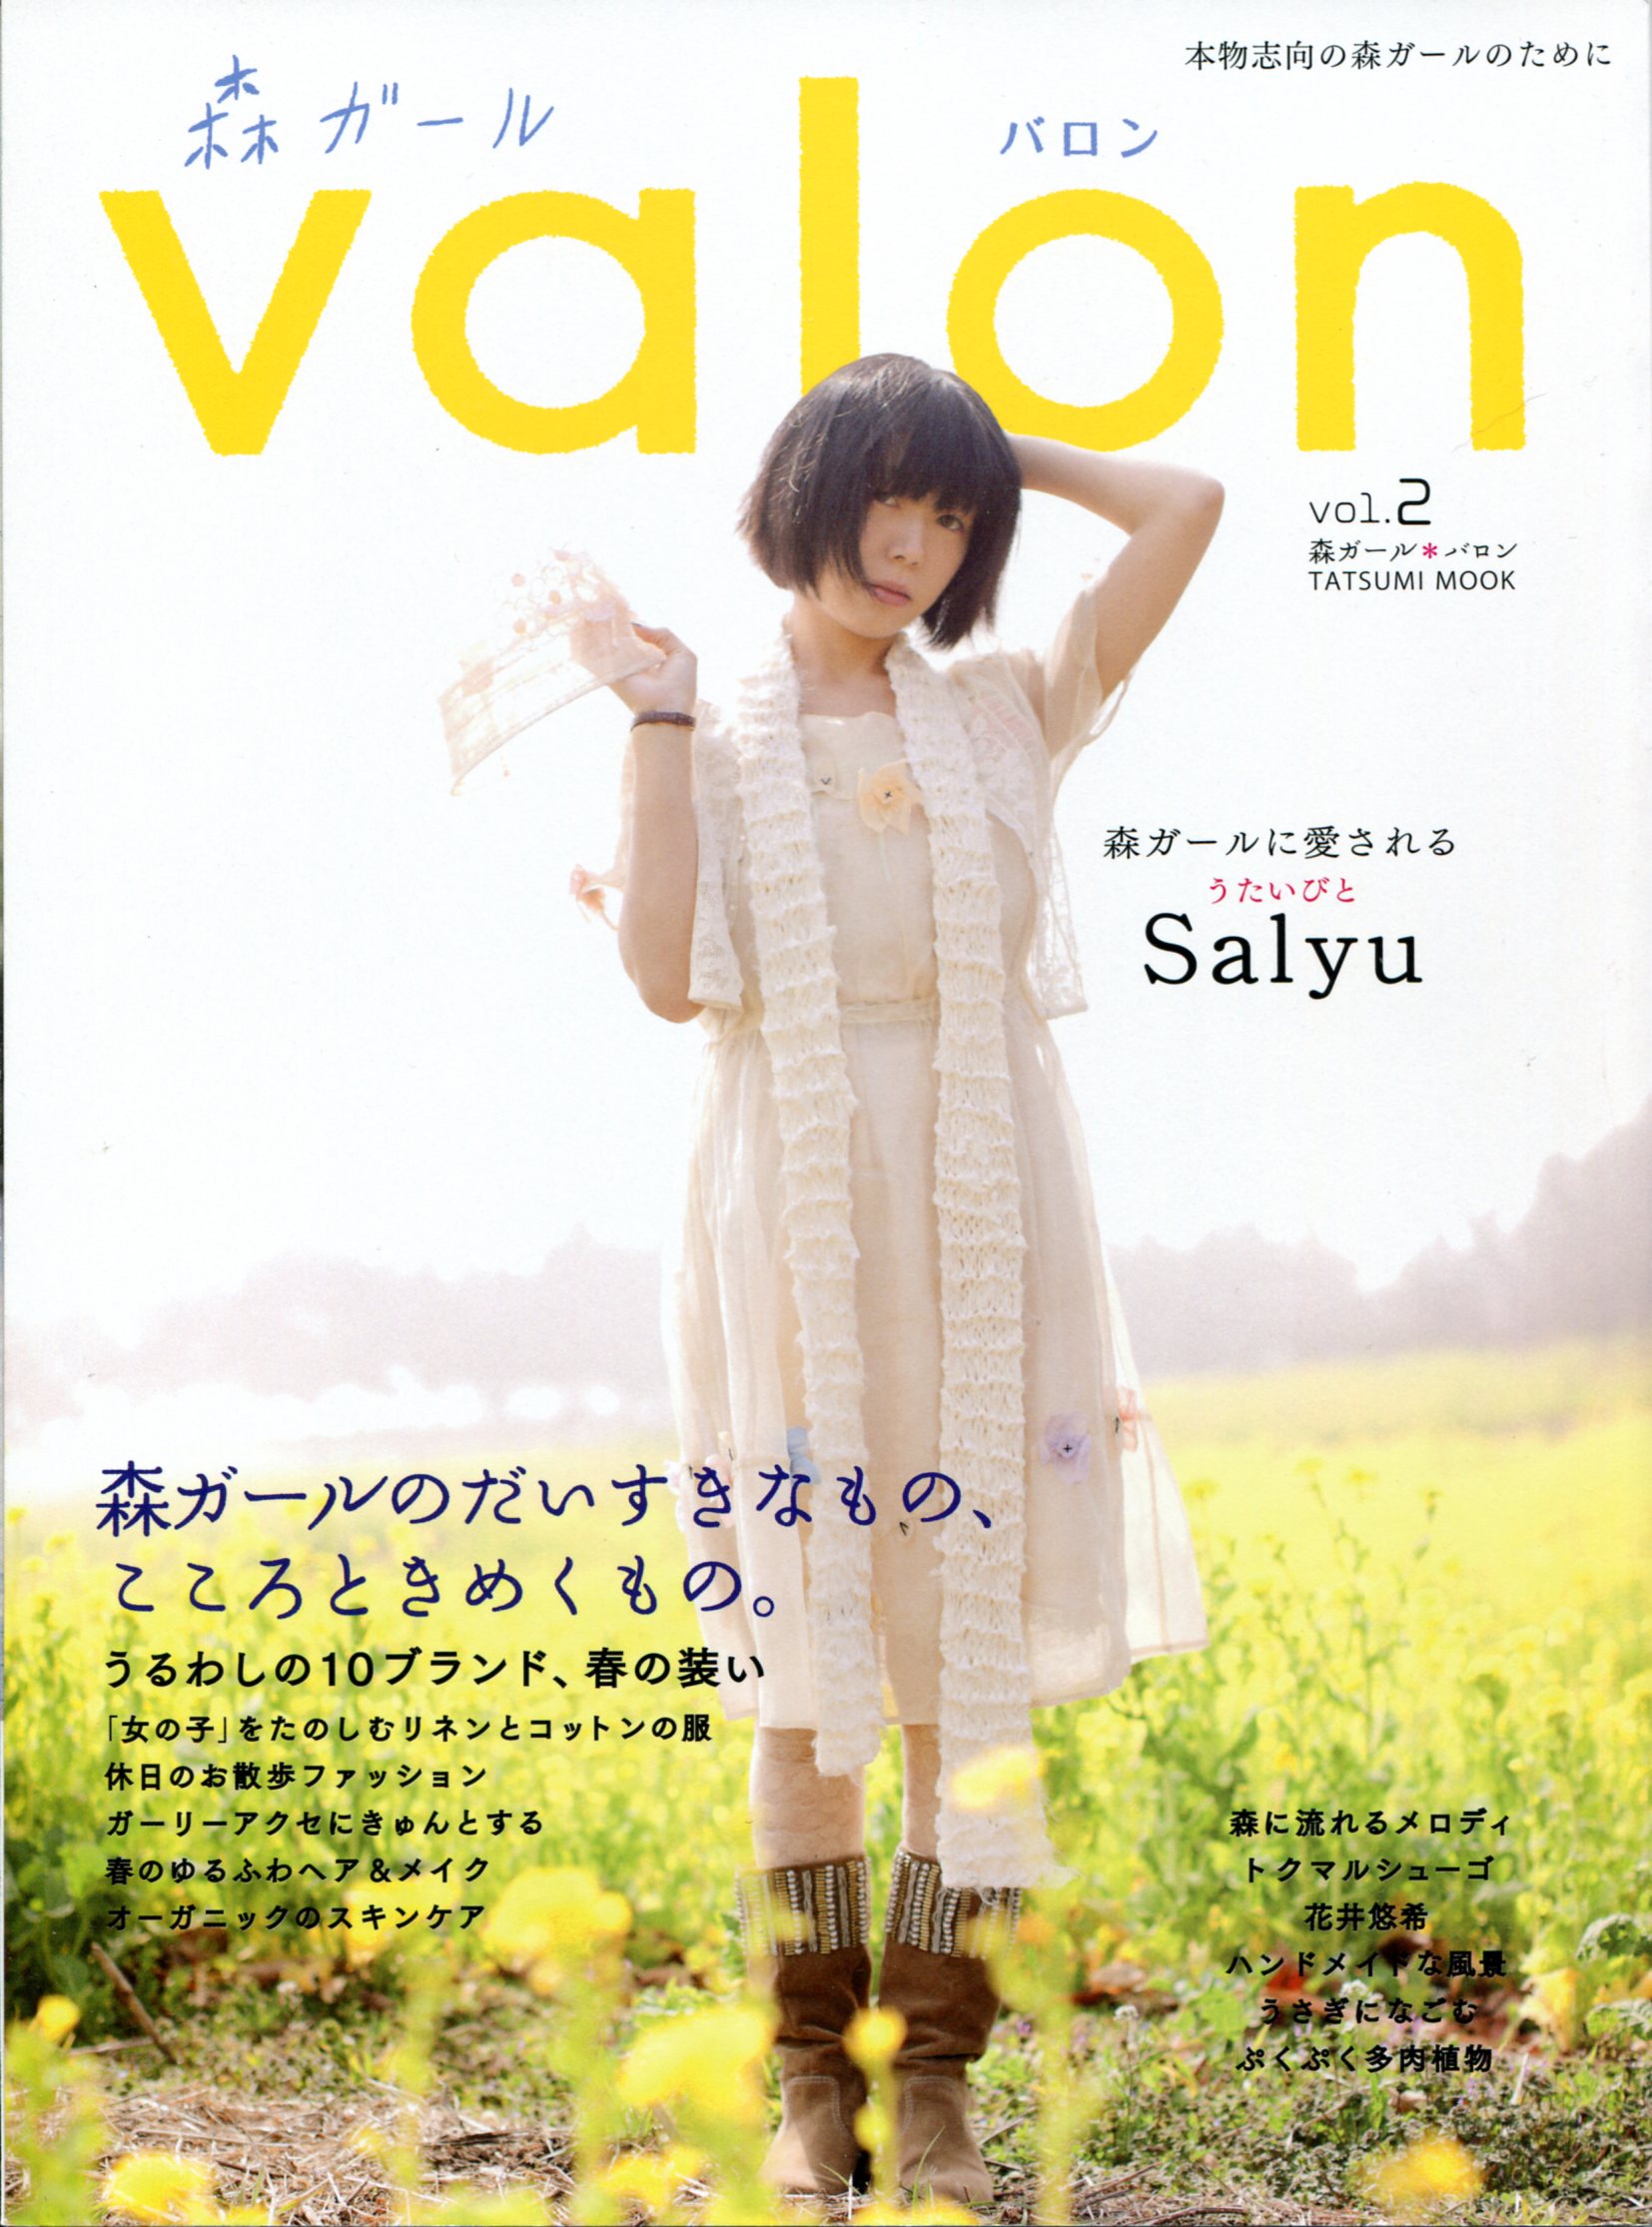 本物志向の森ガールのために
森ガール
バロン
valon
vol.2
森ガール*バロン
TATSUMI MOOK
森ガールに愛される
うたいびと
Salyu
森ガールのだいすきなもの、
こころときめくもの。
うるわしの10ブランド、春の装い
「女の子」をたのしむリネンとコットンの服
休日のお散歩ファッション
ガーリーアクセにきゅんとする
春のゆるふわヘア&メイク
オーガニックのスキンケア
森に流れるメロディ
トクマルシューゴ
花井悠希
ハンドメイドな風景
うさぎになごむ
ぷくぷく多肉植物